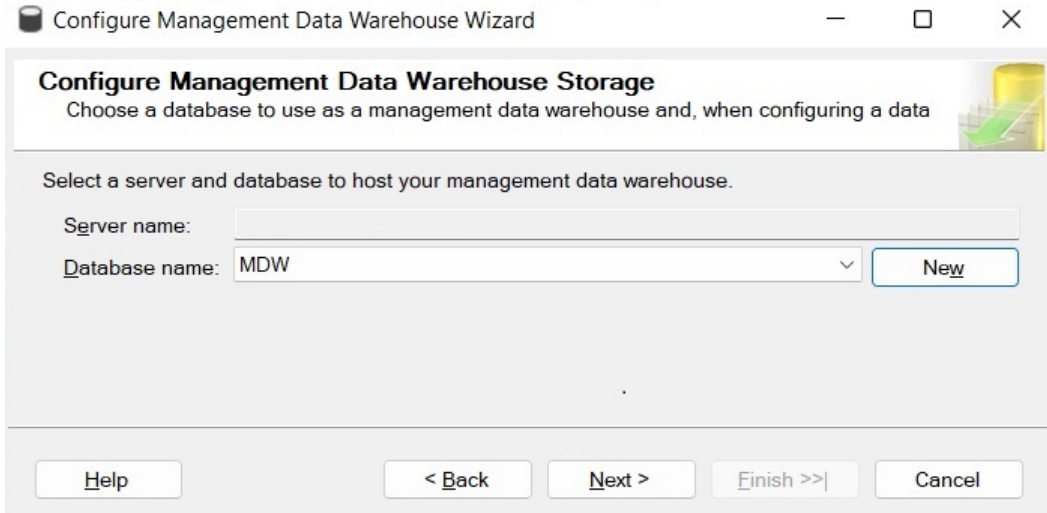 Configure Management Data Warehouse Wizard
Configure Management Data Warehouse Storage
Choose a database to use as a management data warehouse and, when configuring a data
Select a server and database to host your management data warehouse.
Server name:
Database name: MDW New
Help < Back Next > Finish >>| Cancel